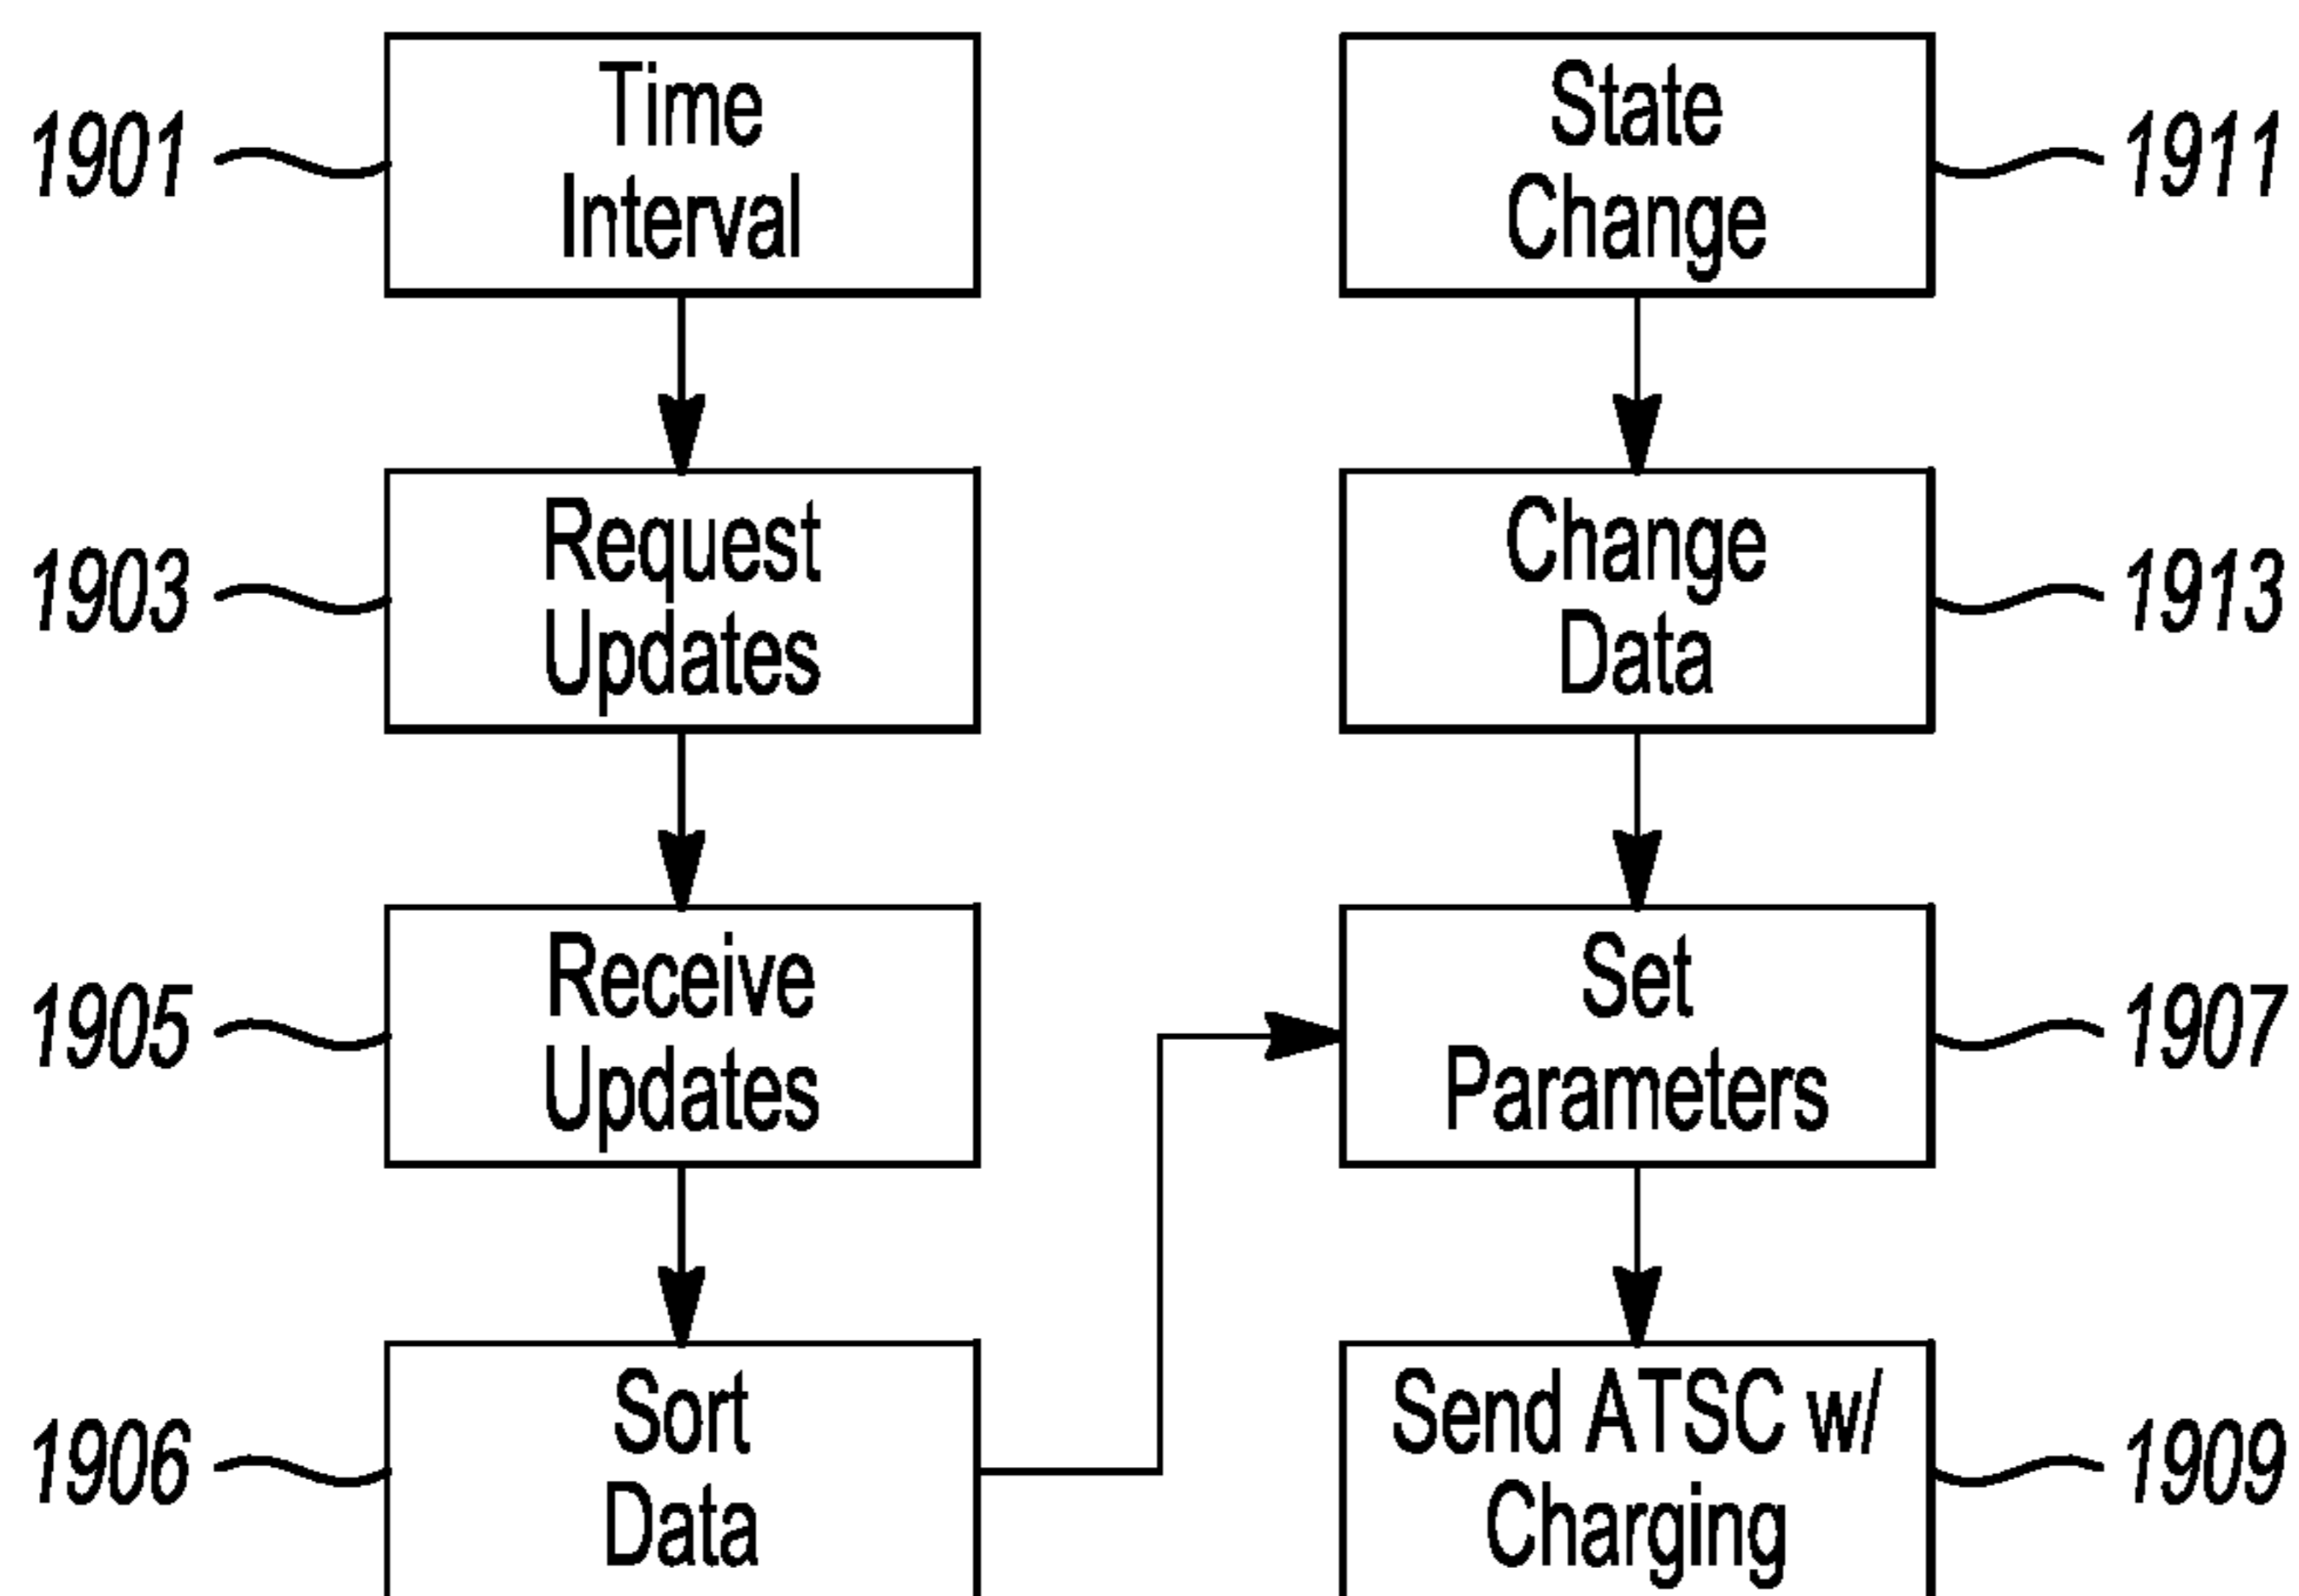 1901
Time
Interval
1903
Request
Updates
1905
Receive
Updates
1906
Sort
Data
State
Change
1911
Change
Data
1913
Set
Parameters
1907
Send ATSC w/
Charging
1909